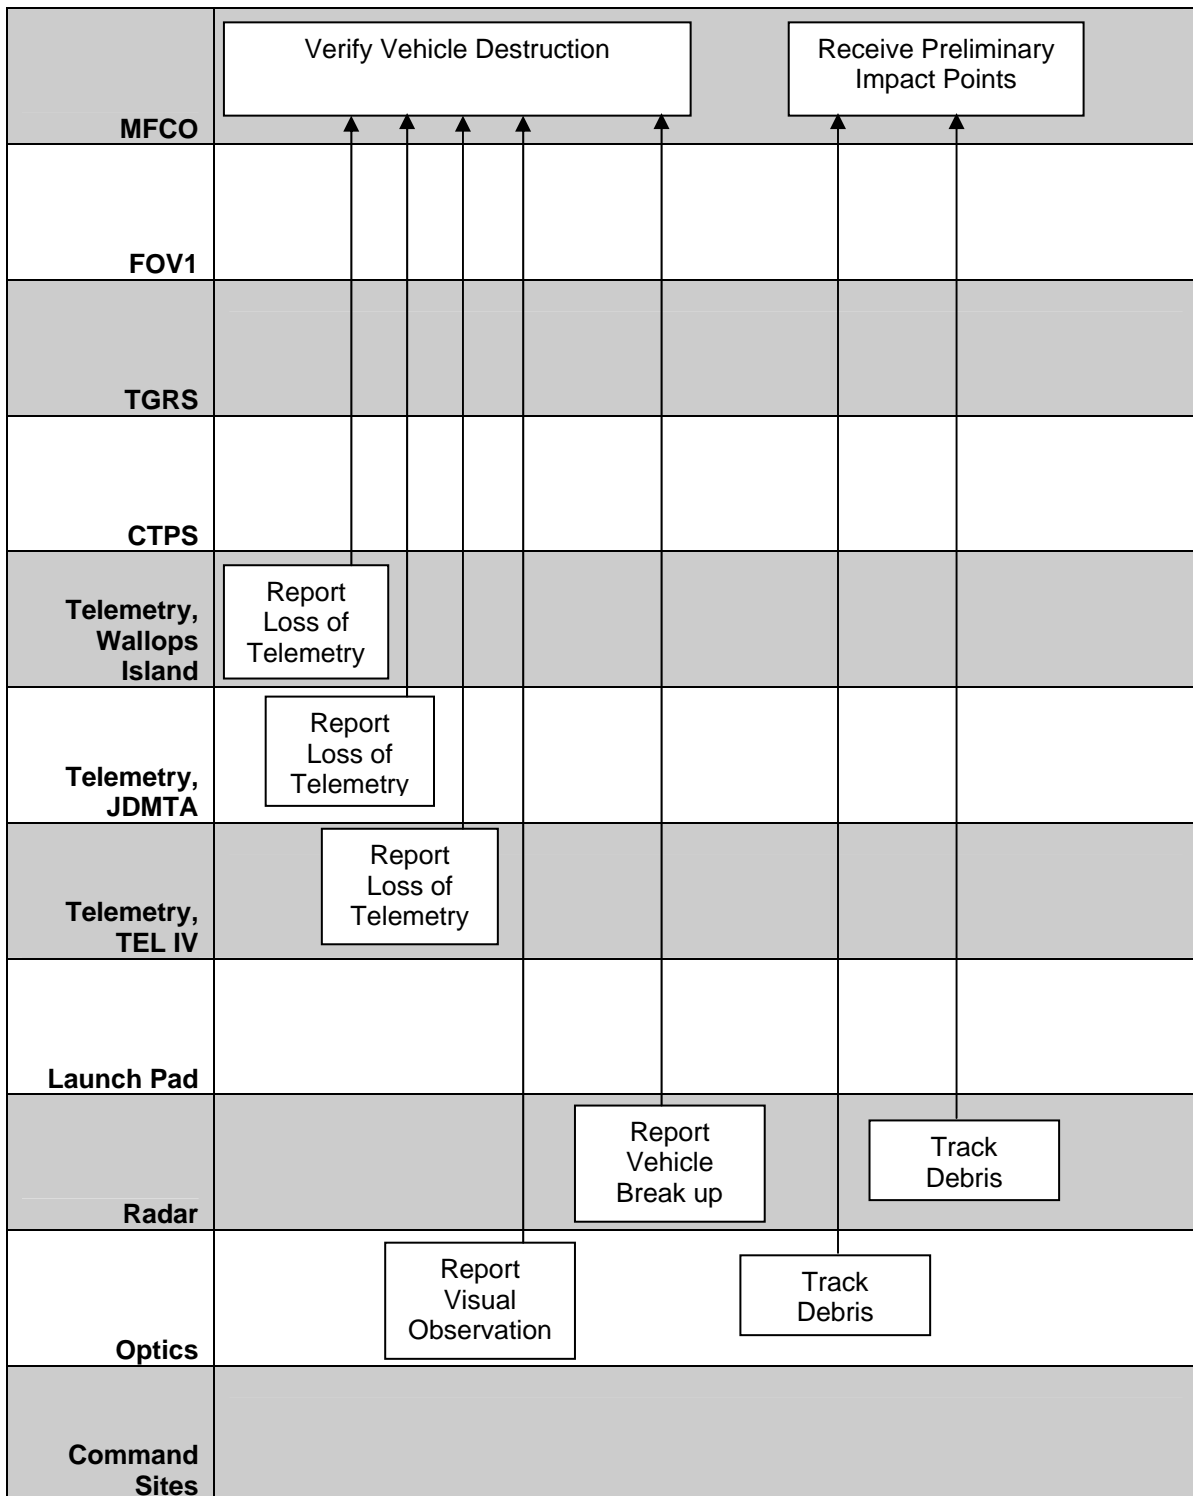 Verify Vehicle Destruction
Receive Preliminary
Impact Points
MFCO
FOV1
TGRS
CTPS
Telemetry,
Wallops
Island
Report
Loss of
Telemetry
Telemetry,
JDMTA
Report
Loss of
Telemetry
Telemetry,
TEL IV
Report
Loss of
Telemetry
Launch Pad
Radar
Report
Vehicle
Break up
Track
Debris
Optics
Report
Visual
Observation
Track
Debris
Command
Sites